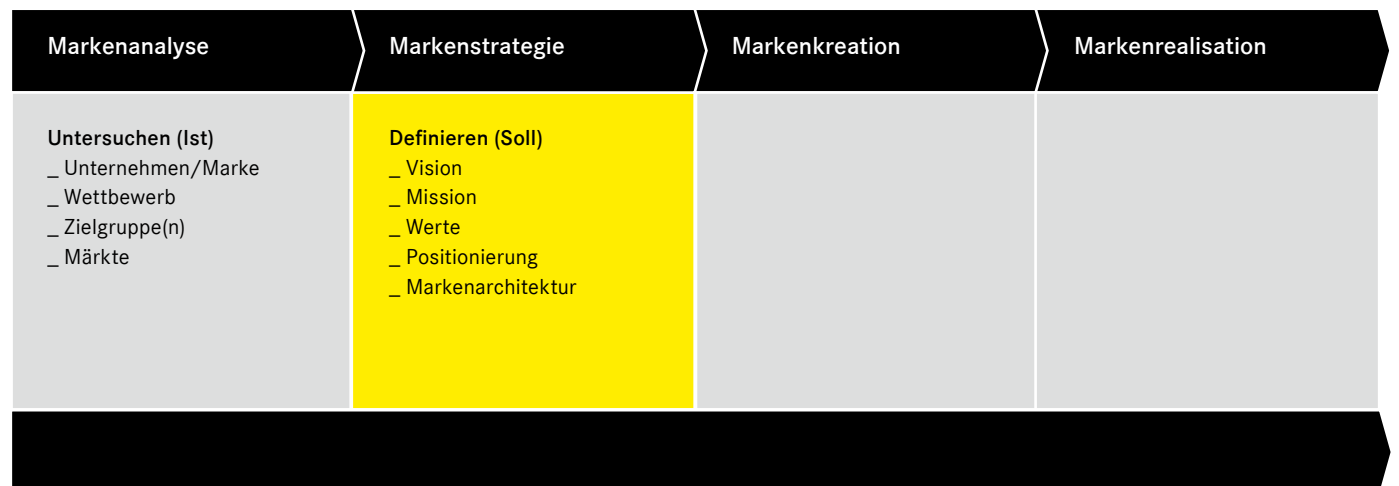 Markenanalyse
Markenstrategie
Markenkreation
Markenrealisation
Untersuchen (Ist)
_ Unternehmen/Marke
_ Wettbewerb
_ Zielgruppe(n)
_ Märkte
Definieren (Soll)
_ Vision
_ Mission
_ Werte
_ Positionierung
_ Markenarchitektur